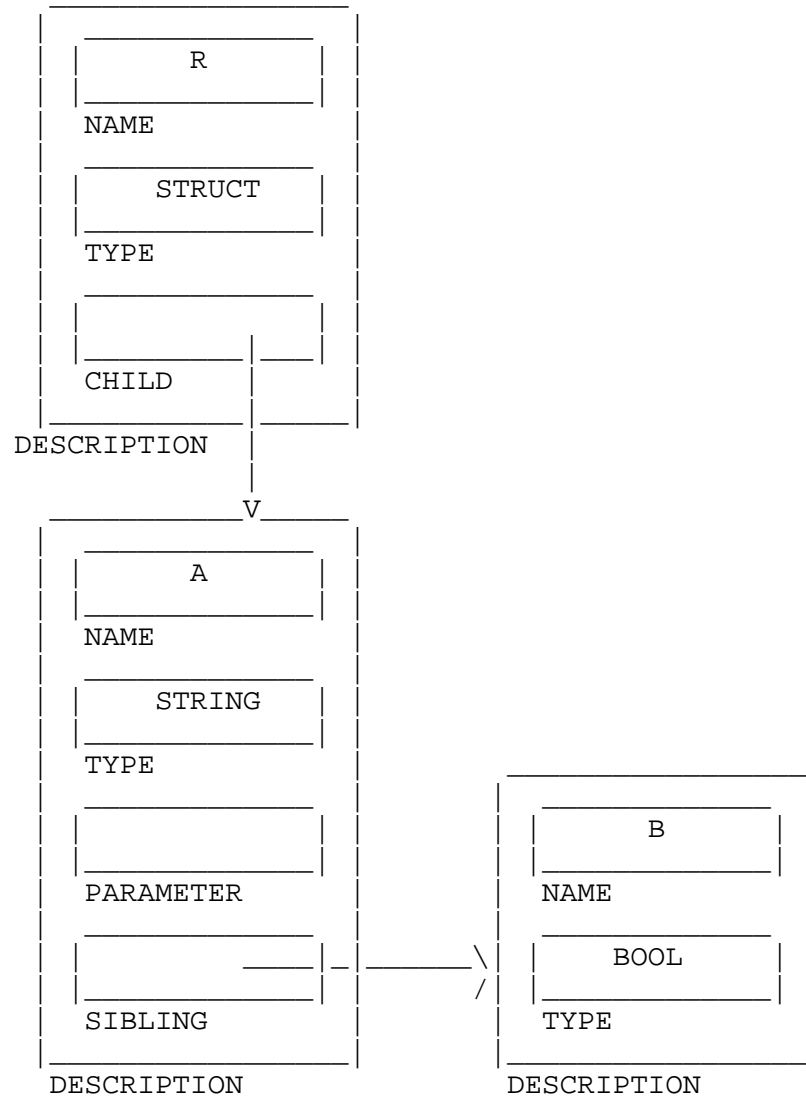 R
NAME
STRUCT
TYPE
CHILD
DESCRIPTION
V
A
NAME
STRING
TYPE
PARAMETER
B
NAME
SIBLING
BOOL
TYPE
DESCRIPTION
DESCRIPTION